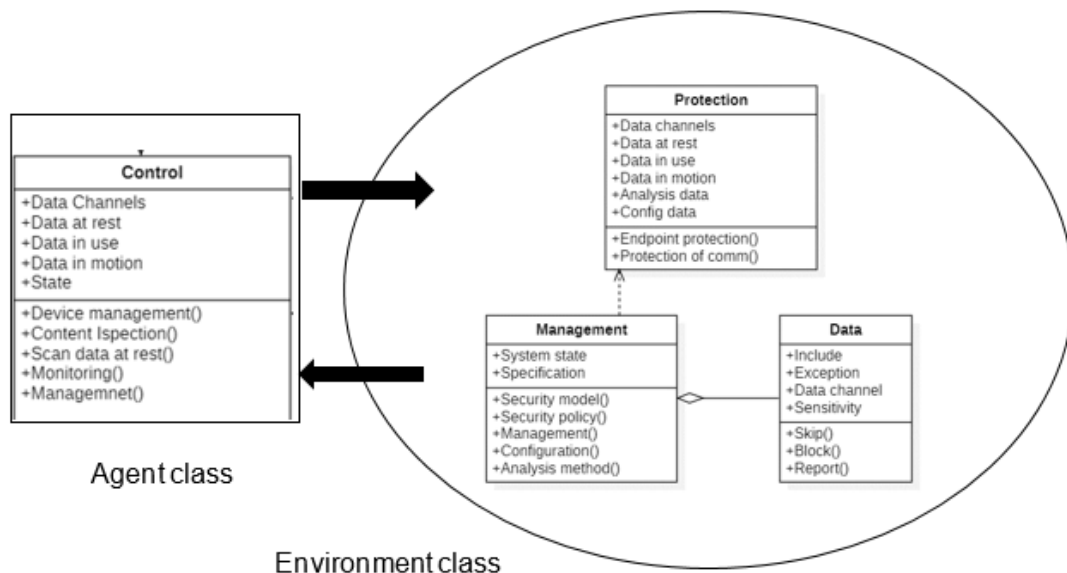 Control
+Data Channels
+Data at rest
+Data in use
+Data in motion
+State
+Device management()
+Content Ispection()
+Scan data at rest()
+Monitoring()
+Managemnet()
Agent class
Protection
+Data channels
+Data at rest
+Data in use
+Data in motion
+Analysis data
+Config data
+Endpoint protection()
+Protection of comm()
Management
+System state
+Specification
+Security model()
+Security policy()
+Management()
+Configuration()
+Analysis method()
Data
+Include
+Exception
+Data channel
+Sensitivity
+Skip()
+Block()
+Report()
Environment class